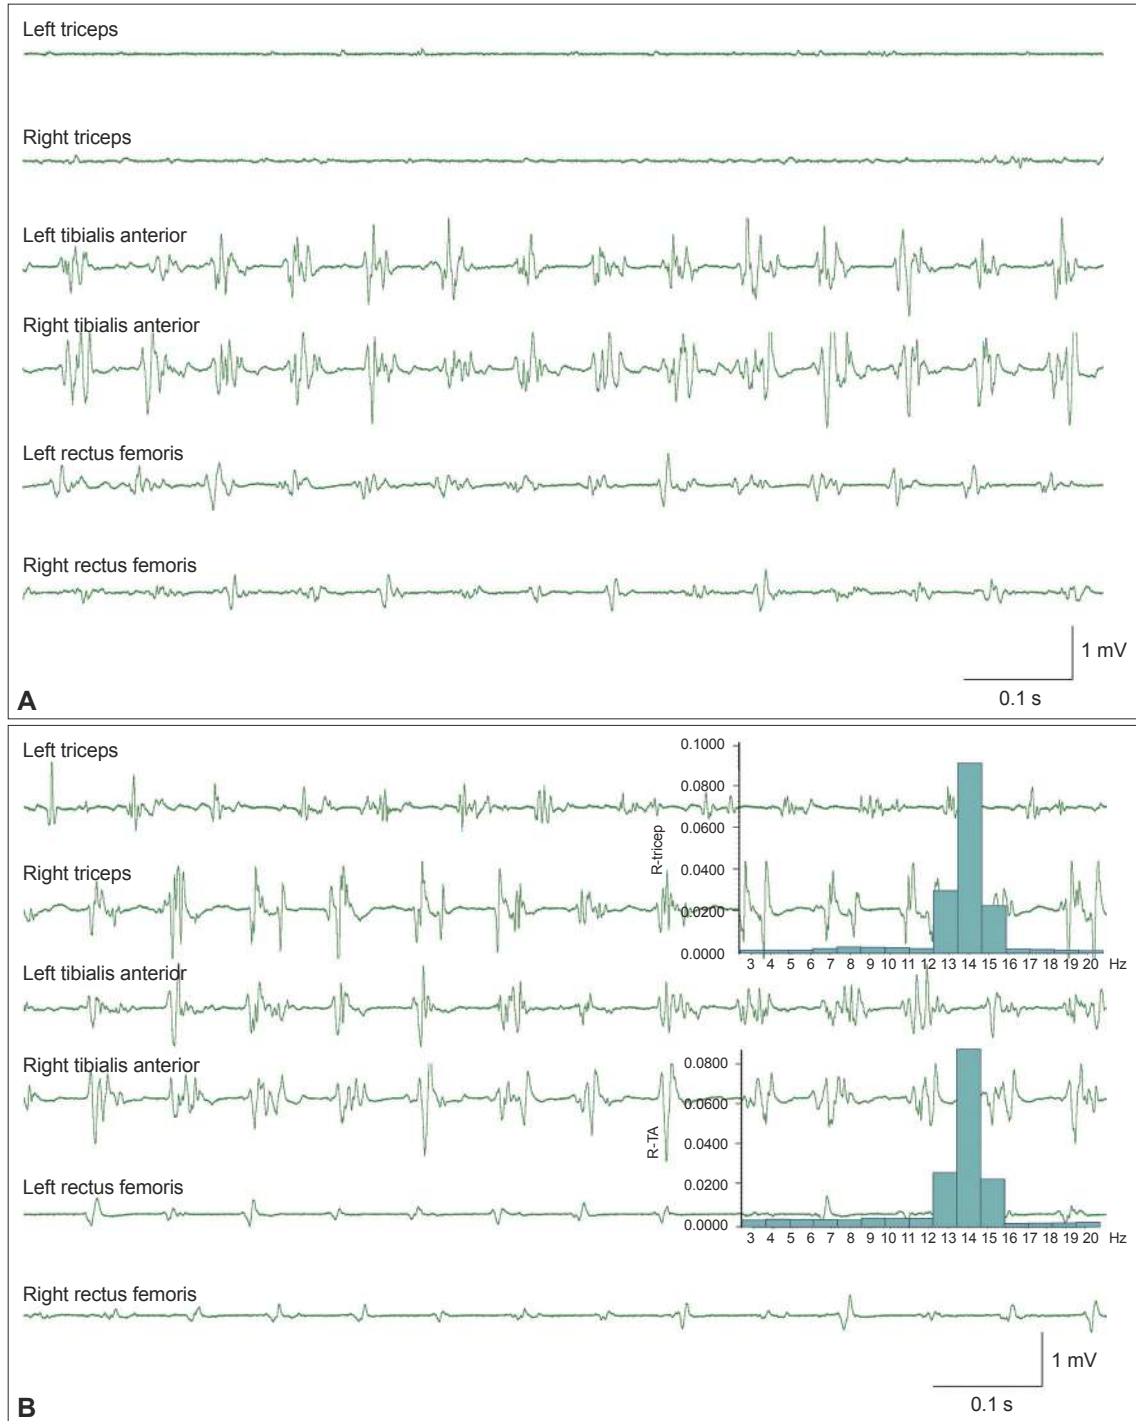 Left triceps
Right triceps
Left tibialis anterior
Right tibialis anterior
Left rectus femoris
Right rectus femoris
1 mV
0.1 s
A
Left triceps
Right triceps
Left tibialis anterior
Right tibialis anterior
Left rectus femoris
Right rectus femoris
R-tricep
0.1000
0.0800
0.0600
0.0400
0.0200
0.0000
3 4 5 6 7 8 9 10 11 12 13 14 15 16 17 18 19 20 Hz
R-TA
0.0800
0.0600
0.0400
0.0200
0.0000
3 4 5 6 7 8 9 10 11 12 13 14 15 16 17 18 19 20 Hz
1 mV
0.1 s
B